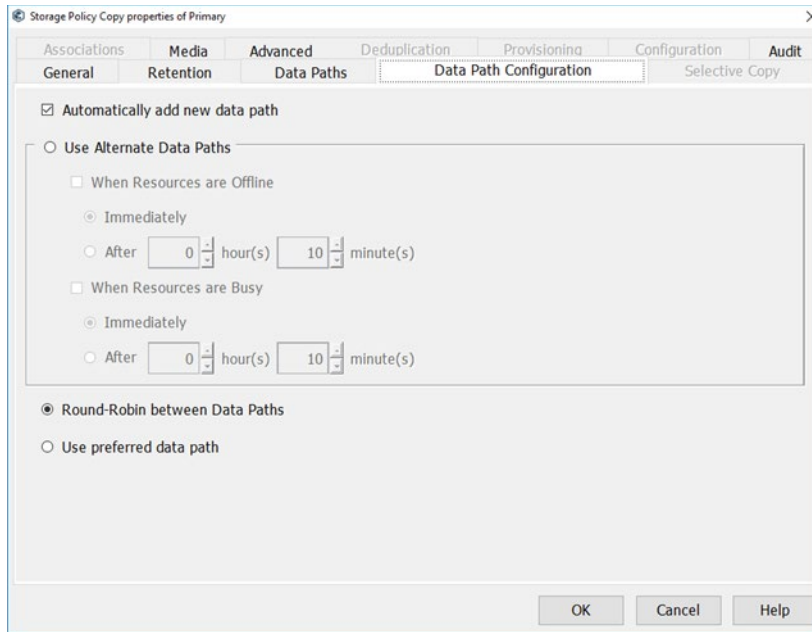 Storage Policy Copy properties of Primary
Associations Media Advanced Deduplication Provisioning Configuration Audit
General Retention Data Paths Data Path Configuration Selective Copy
Automatically add new data path
Use Alternate Data Paths
When Resources are Offline
Immediately
After 0 hour(s) 10 minute(s)
When Resources are Busy
Immediately
After 0 hour(s) 10 minute(s)
Round-Robin between Data Paths
Use preferred data path
OK Cancel Help